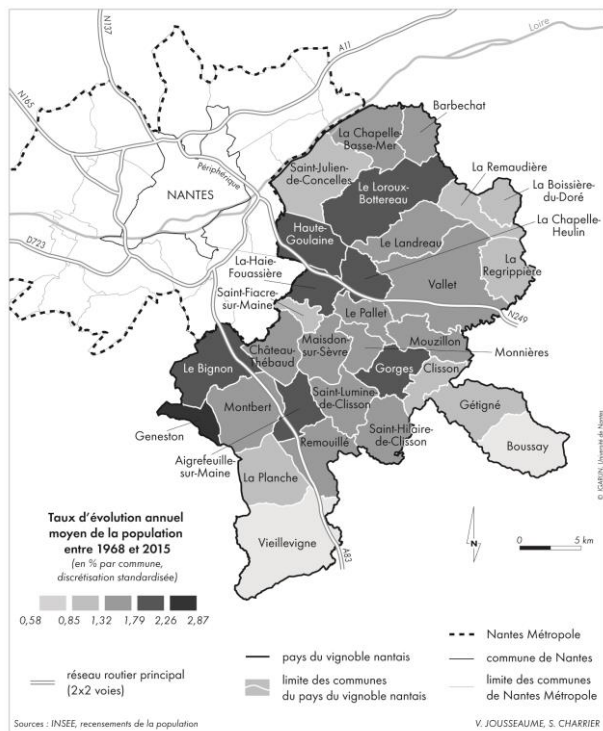 N137
A11
Loire
N165
Périphérique
NANTES
D723
Barbechat
La Chapelle-
Basse-Mer
Saint-Julien-
de-Concelles
La Remaudière
La Boissière-
du-Doré
Le Loroux-
Bottereau
La Chapelle-
Heulin
Haute-
Goulaine
Le Landreau
La
Regrippière
La-Haie-
Fouassière
Vallet
Saint-Fiacre-
sur-Maine
Le Pallet
N249
Mouzillon
Château-
Thébaud
Maisdon-
sur-Sèvre
Monnières
Le Bignon
Gorges
Clisson
Montbert
Saint-Lumine-
de-Clisson
Gétigné
Geneston
Saint-Hilaire-
de-Clisson
Boussay
Aigrefeuille-
sur-Maine
Remouillé
La Planche
Vieillevigne
A83
N
0 5 km
© IGARUN, Université de Nantes
Taux d'évolution annuel
moyen de la population
entre 1968 et 2015
(en % par commune,
discrétisation standardisée)
0,58 0,85 1,32 1,79 2,26 2,87
réseau routier principal
(2x2 voies)
pays du vignoble nantais
limite des communes
du pays du vignoble nantais
Nantes Métropole
commune de Nantes
limite des communes
de Nantes Métropole
Sources : INSEE, recensements de la population
V. JOUSSEAUME, S. CHARRIER